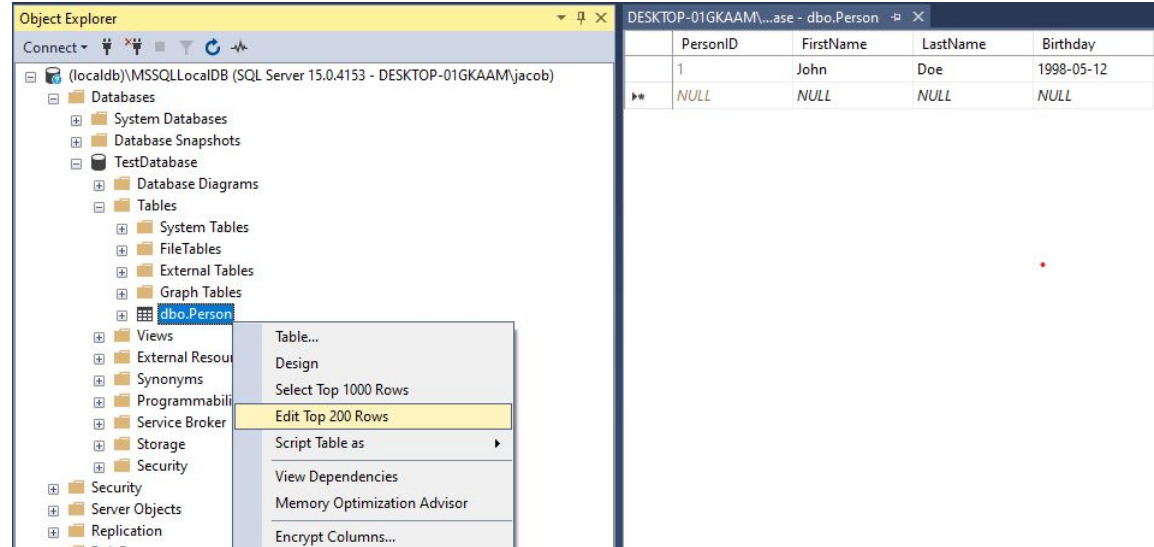 Object Explorer
Connect
(localdb)\MSSQLLocalDB (SQL Server 15.0.4153 - DESKTOP-01GKAAM\jacob)
Databases
System Databases
Database Snapshots
TestDatabase
Database Diagrams
Tables
System Tables
FileTables
External Tables
Graph Tables
dbo.Person
Views
External Resour
Synonyms
Programmabili
Service Broker
Storage
Security
Security
Server Objects
Replication
Table...
Design
Select Top 1000 Rows
Edit Top 200 Rows
Script Table as
View Dependencies
Memory Optimization Advisor
Encrypt Columns...
DESKTOP-01GKAAM\...ase - dbo.Person
PersonID FirstName LastName Birthday
1 John Doe 1998-05-12
NULL NULL NULL NULL